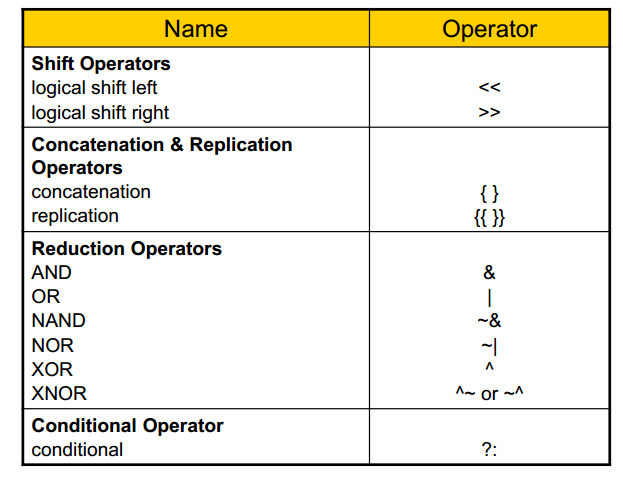 Name Operator
Shift Operators
logical shift left <<
logical shift right >>
Concatenation & Replication
Operators
concatenation { }
replication {{ }}
Reduction Operators
AND &
OR |
NAND ~&
NOR ~|
XOR ^
XNOR ^~ or ~^
Conditional Operator
conditional ?: